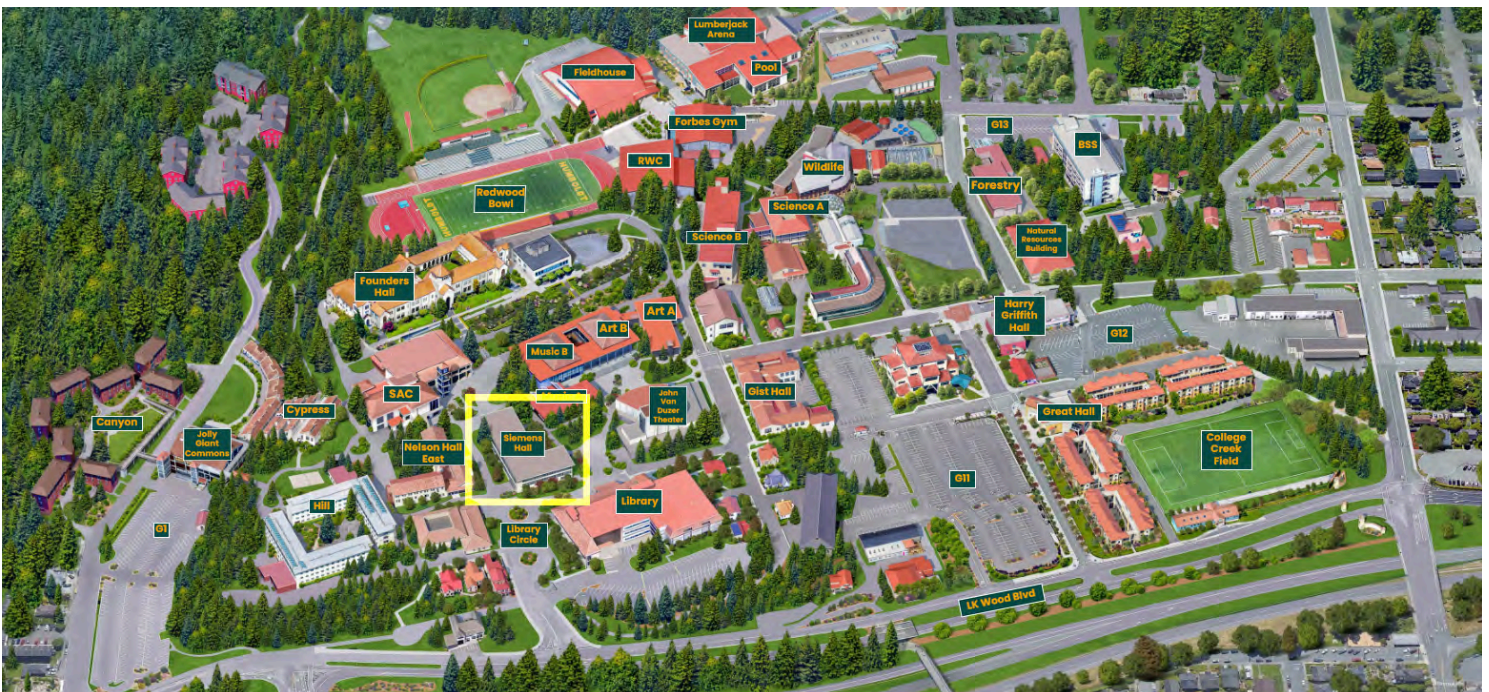 Lumberjack
Arena
Pool
Fieldhouse
Forbes Gym
G13
BSS
RWC
Wildlife
Redwood
Bowl
HUMBOLDT
HUMBOLDT
Forestry
Science A
Science B
Natural
Resources
Building
Founders
Hall
Art A
Art B
Music B
Harry
Griffith
Hall
G12
SAC
John
Van
Duzer
Theater
Gist Hall
Great Hall
Cypress
Canyon
Jolly
Giant
Commons
Nelson Hall
East
Siemens
Hall
College
Creek
Field
G11
Library
Hill
G1
Library
Circle
LK Wood Blvd